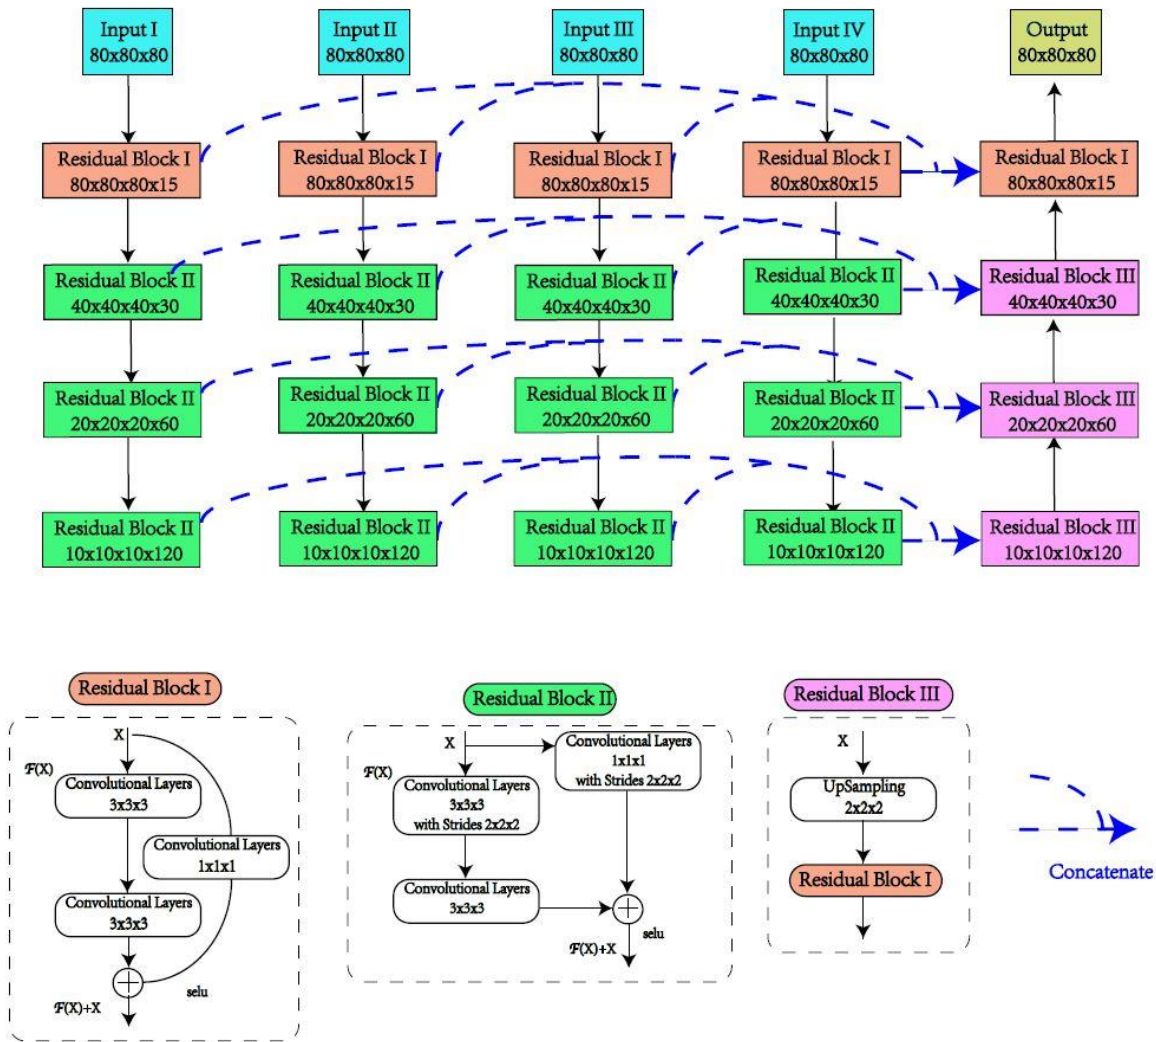 Input I
80x80x80
Input II
80x80x80
Input III
80x80x80
Input IV
80x80x80
Output
80x80x80
Residual Block I
80x80x80x15
Residual Block I
80x80x80x15
Residual Block I
80x80x80x15
Residual Block I
80x80x80x15
Residual Block I
80x80x80x15
Residual Block II
40x40x40x30
Residual Block II
40x40x40x30
Residual Block II
40x40x40x30
Residual Block II
40x40x40x30
Residual Block III
40x40x40x30
Residual Block II
20x20x20x60
Residual Block II
20x20x20x60
Residual Block II
20x20x20x60
Residual Block II
20x20x20x60
Residual Block III
20x20x20x60
Residual Block II
10x10x10x120
Residual Block II
10x10x10x120
Residual Block II
10x10x10x120
Residual Block II
10x10x10x120
Residual Block III
10x10x10x120
Residual Block I
X
F(X)
Convolutional Layers
3x3x3
Convolutional Layers
1x1x1
Convolutional Layers
3x3x3
selu
F(X)+X
Residual Block II
X
Convolutional Layers
1x1x1
with Strides 2x2x2
F(X)
Convolutional Layers
3x3x3
with Strides 2x2x2
Convolutional Layers
3x3x3
selu
F(X)+X
Residual Block III
X
UpSampling
2x2x2
Residual Block I
Concatenate